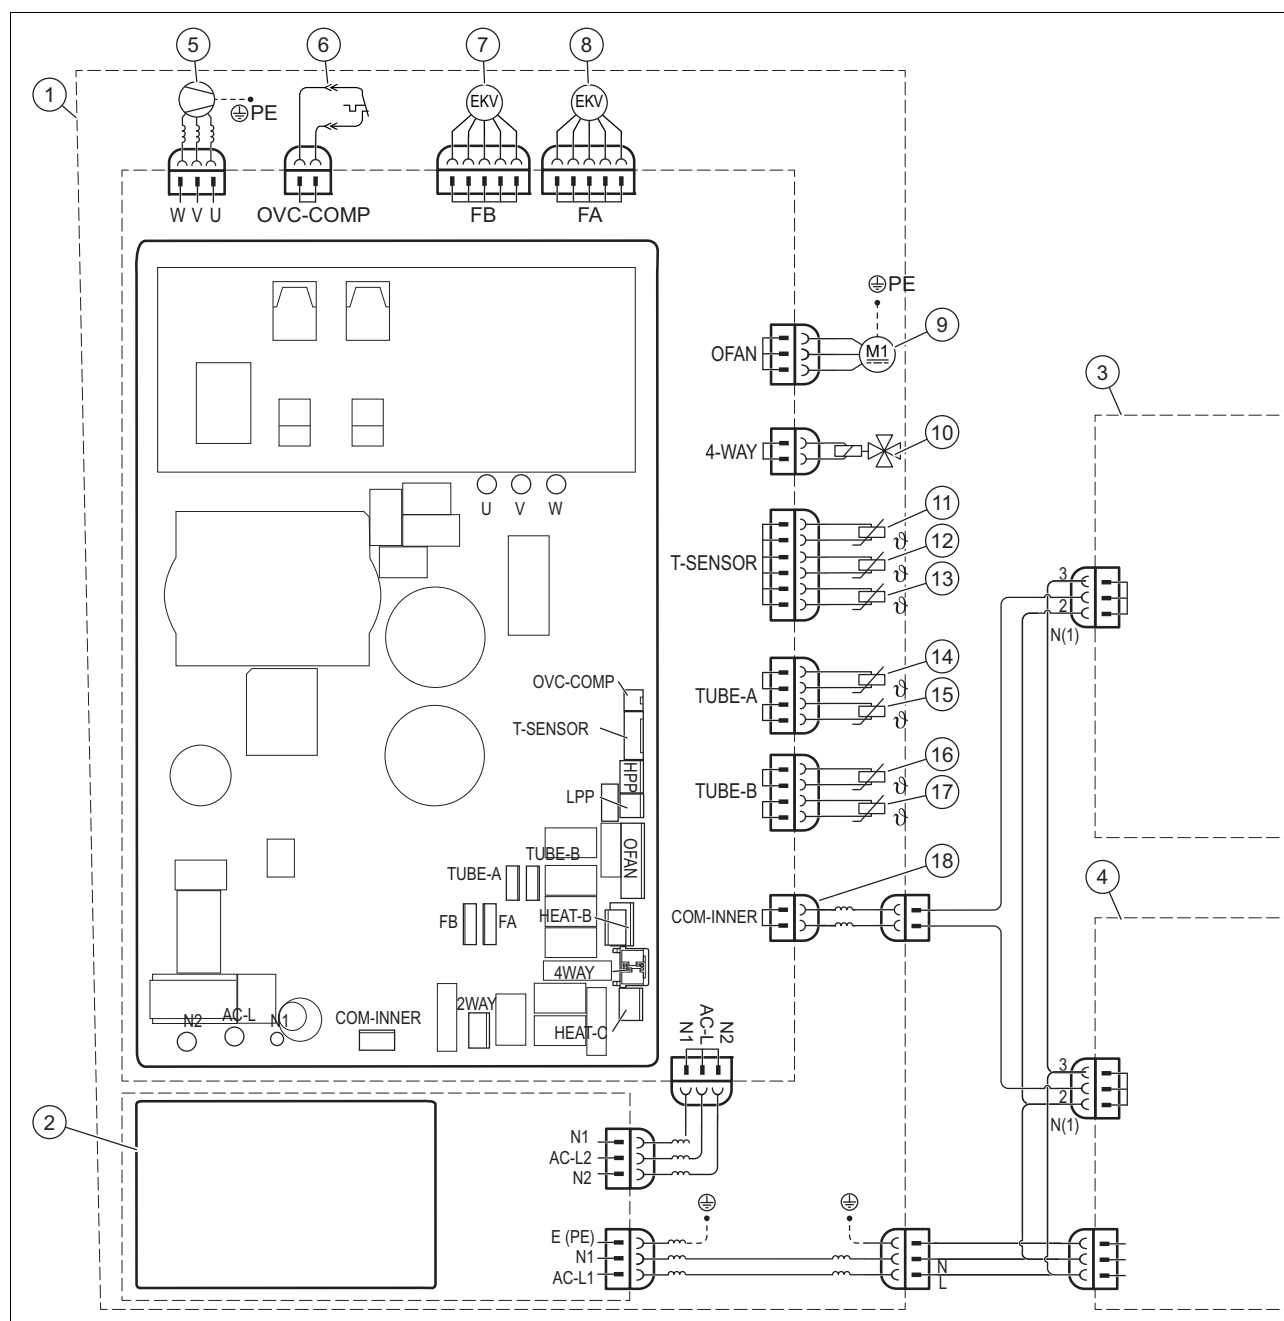 5
6
7
8
1
EKV
EKV
PE
W V U
OVC-COMP
FB
FA
PE
9
OFAN
M1
3
10
4-WAY
11
U
V
W
12
T-SENSOR
ϑ
ϑ
13
ϑ
3
2
N(1)
14
OVC-COMP
TUBE-A
ϑ
15
T-SENSOR
ϑ
16
HPP
LPP
TUBE-B
ϑ
17
ϑ
OFAN
TUBE-B
TUBE-A
18
4
FB
FA
HEAT-B
COM-INNER
4WAY
2WAY
N2
AC-L
N1
COM-INNER
HEAT-C
N1
AC-L
N2
3
2
N(1)
2
N1
AC-L2
N2
E (PE)
N1
AC-L1
N
L